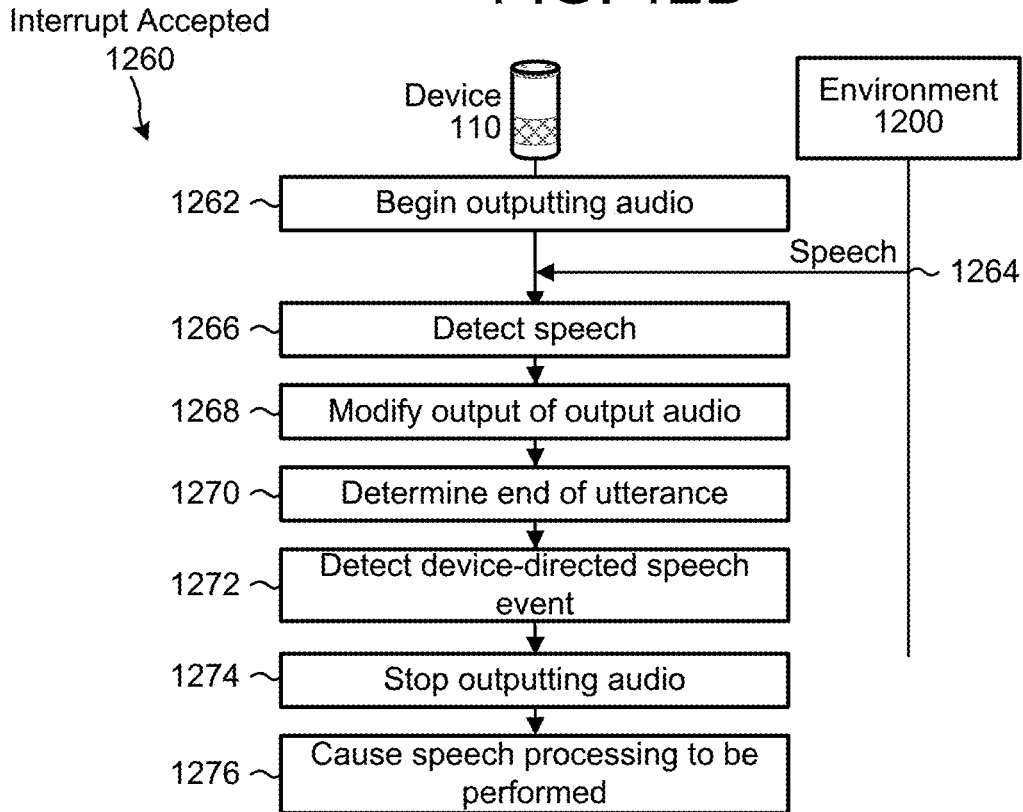 Interrupt Accepted
1260
Device
110
Environment
1200
1262
Begin outputting audio
Speech
1264
1266
Detect speech
1268
Modify output of output audio
1270
Determine end of utterance
1272
Detect device-directed speech
event
1274
Stop outputting audio
1276
Cause speech processing to be
performed